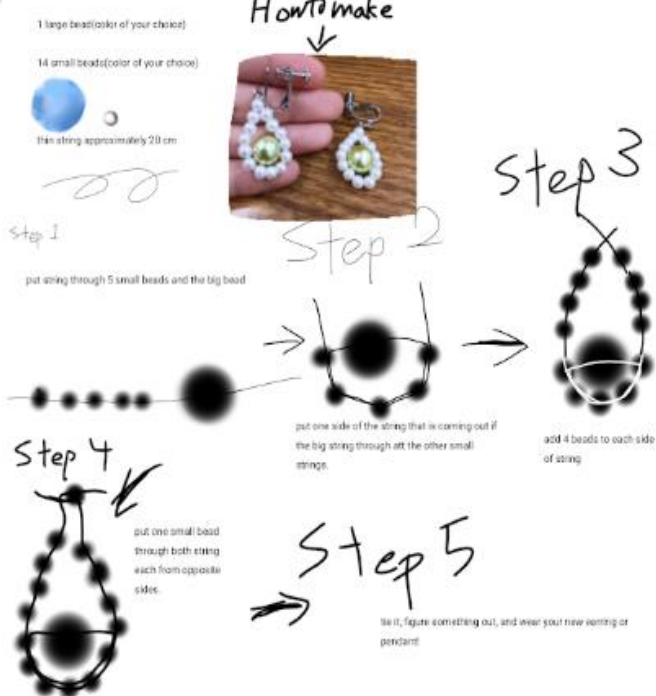 How to make
1 large bead(color of your choice)
14 small beads(color of your choice)
thin string approximately 20 cm
Step 1
put string through 5 small beads and the big bead
Step 2
put one side of the string that is coming out if
the big string through att the other small
strings.
Step 3
add 4 beads to each side
of string
Step 4
put one small bead
through both string
each from opposite
sides.
Step 5
tie it, figure something out, and wear your new earring or
pendant!